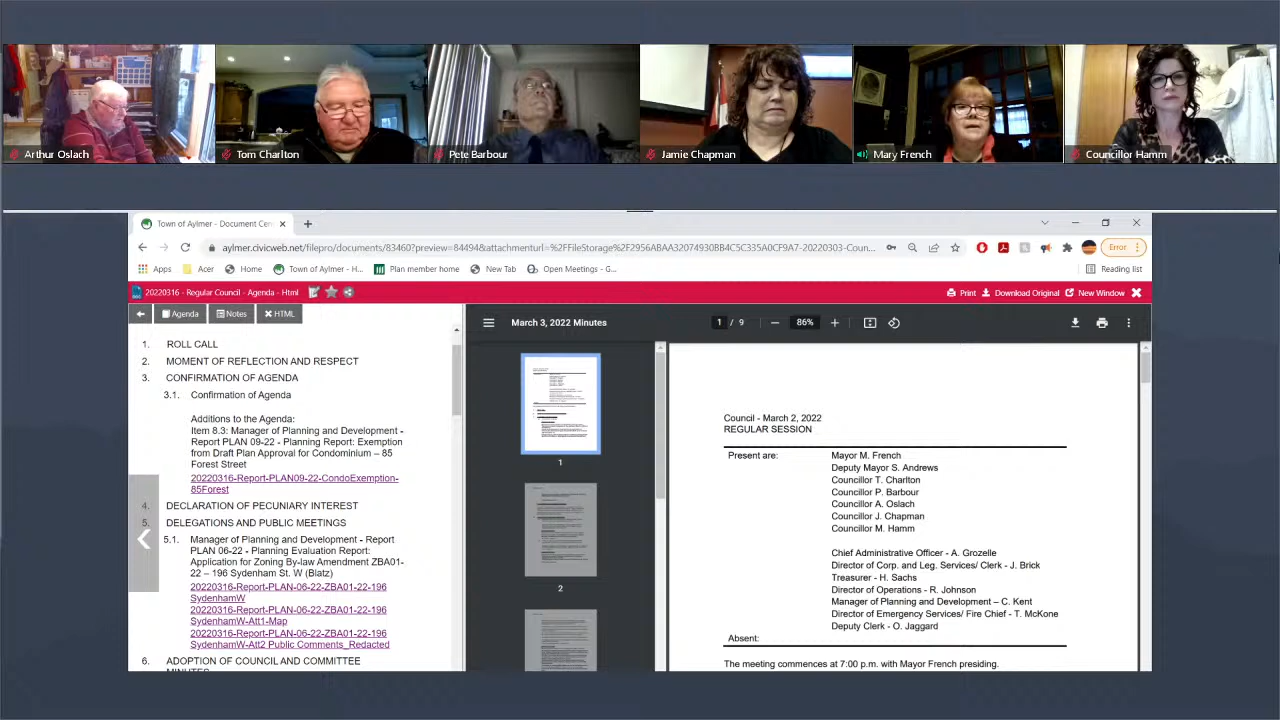 Arthur Oslach
Tom Charlton
Pete Barbour
Jamie Chapman
Mary French
Councillor Hamm
Town of Aylmer - Document Cen
aylmer.civicweb.net/filepro/documents/83460?preview=84494&attachmenturl=%2FFileStorage%2F2956ABAA32074930BB4C5C335A0CF9A7-20220303-Coun...
Error
Apps
Acer
Home
Town of Aylmer - H...
Plan member home
New Tab
Open Meetings - G...
Reading list
20220316 - Regular Council - Agenda - Html
Print
Download Original
New Window
Agenda
Notes
HTML
1. ROLL CALL
2. MOMENT OF REFLECTION AND RESPECT
3. CONFIRMATION OF AGENDA
3.1. Confirmation of Agenda
Additions to the Agenda:
Item 8.3: Manager of Planning and Development -
Report PLAN 09-22 - Planning Report: Exemption
from Draft Plan Approval for Condominium – 85
Forest Street
20220316-Report-PLAN09-22-CondoExemption-
85Forest
4. DECLARATION OF PECUNIARY INTEREST
5. DELEGATIONS AND PUBLIC MEETINGS
5.1. Manager of Planning and Development - Report
PLAN 06-22 - Planning Evaluation Report:
Application for Zoning By-law Amendment ZBA01-
22 – 196 Sydenham St. W (Blatz)
20220316-Report-PLAN-06-22-ZBA01-22-196
SydenhamW
20220316-Report-PLAN-06-22-ZBA01-22-196
SydenhamW-Att1-Map
20220316-Report-PLAN-06-22-ZBA01-22-196
SydenhamW-Att2 Public Comments_Redacted
6. ADOPTION OF COUNCIL AND COMMITTEE
MINUTES
March 3, 2022 Minutes
1 / 9
86%
1
2
Council - March 2, 2022
REGULAR SESSION
Present are: Mayor M. French
Deputy Mayor S. Andrews
Councillor T. Charlton
Councillor P. Barbour
Councillor A. Oslach
Councillor J. Chapman
Councillor M. Hamm
Chief Administrative Officer - A. Grozelle
Director of Corp. and Leg. Services/ Clerk - J. Brick
Treasurer - H. Sachs
Director of Operations - R. Johnson
Manager of Planning and Development – C. Kent
Director of Emergency Services/ Fire Chief - T. McKone
Deputy Clerk - O. Jaggard
Absent:
The meeting commences at 7:00 p.m. with Mayor French presiding.